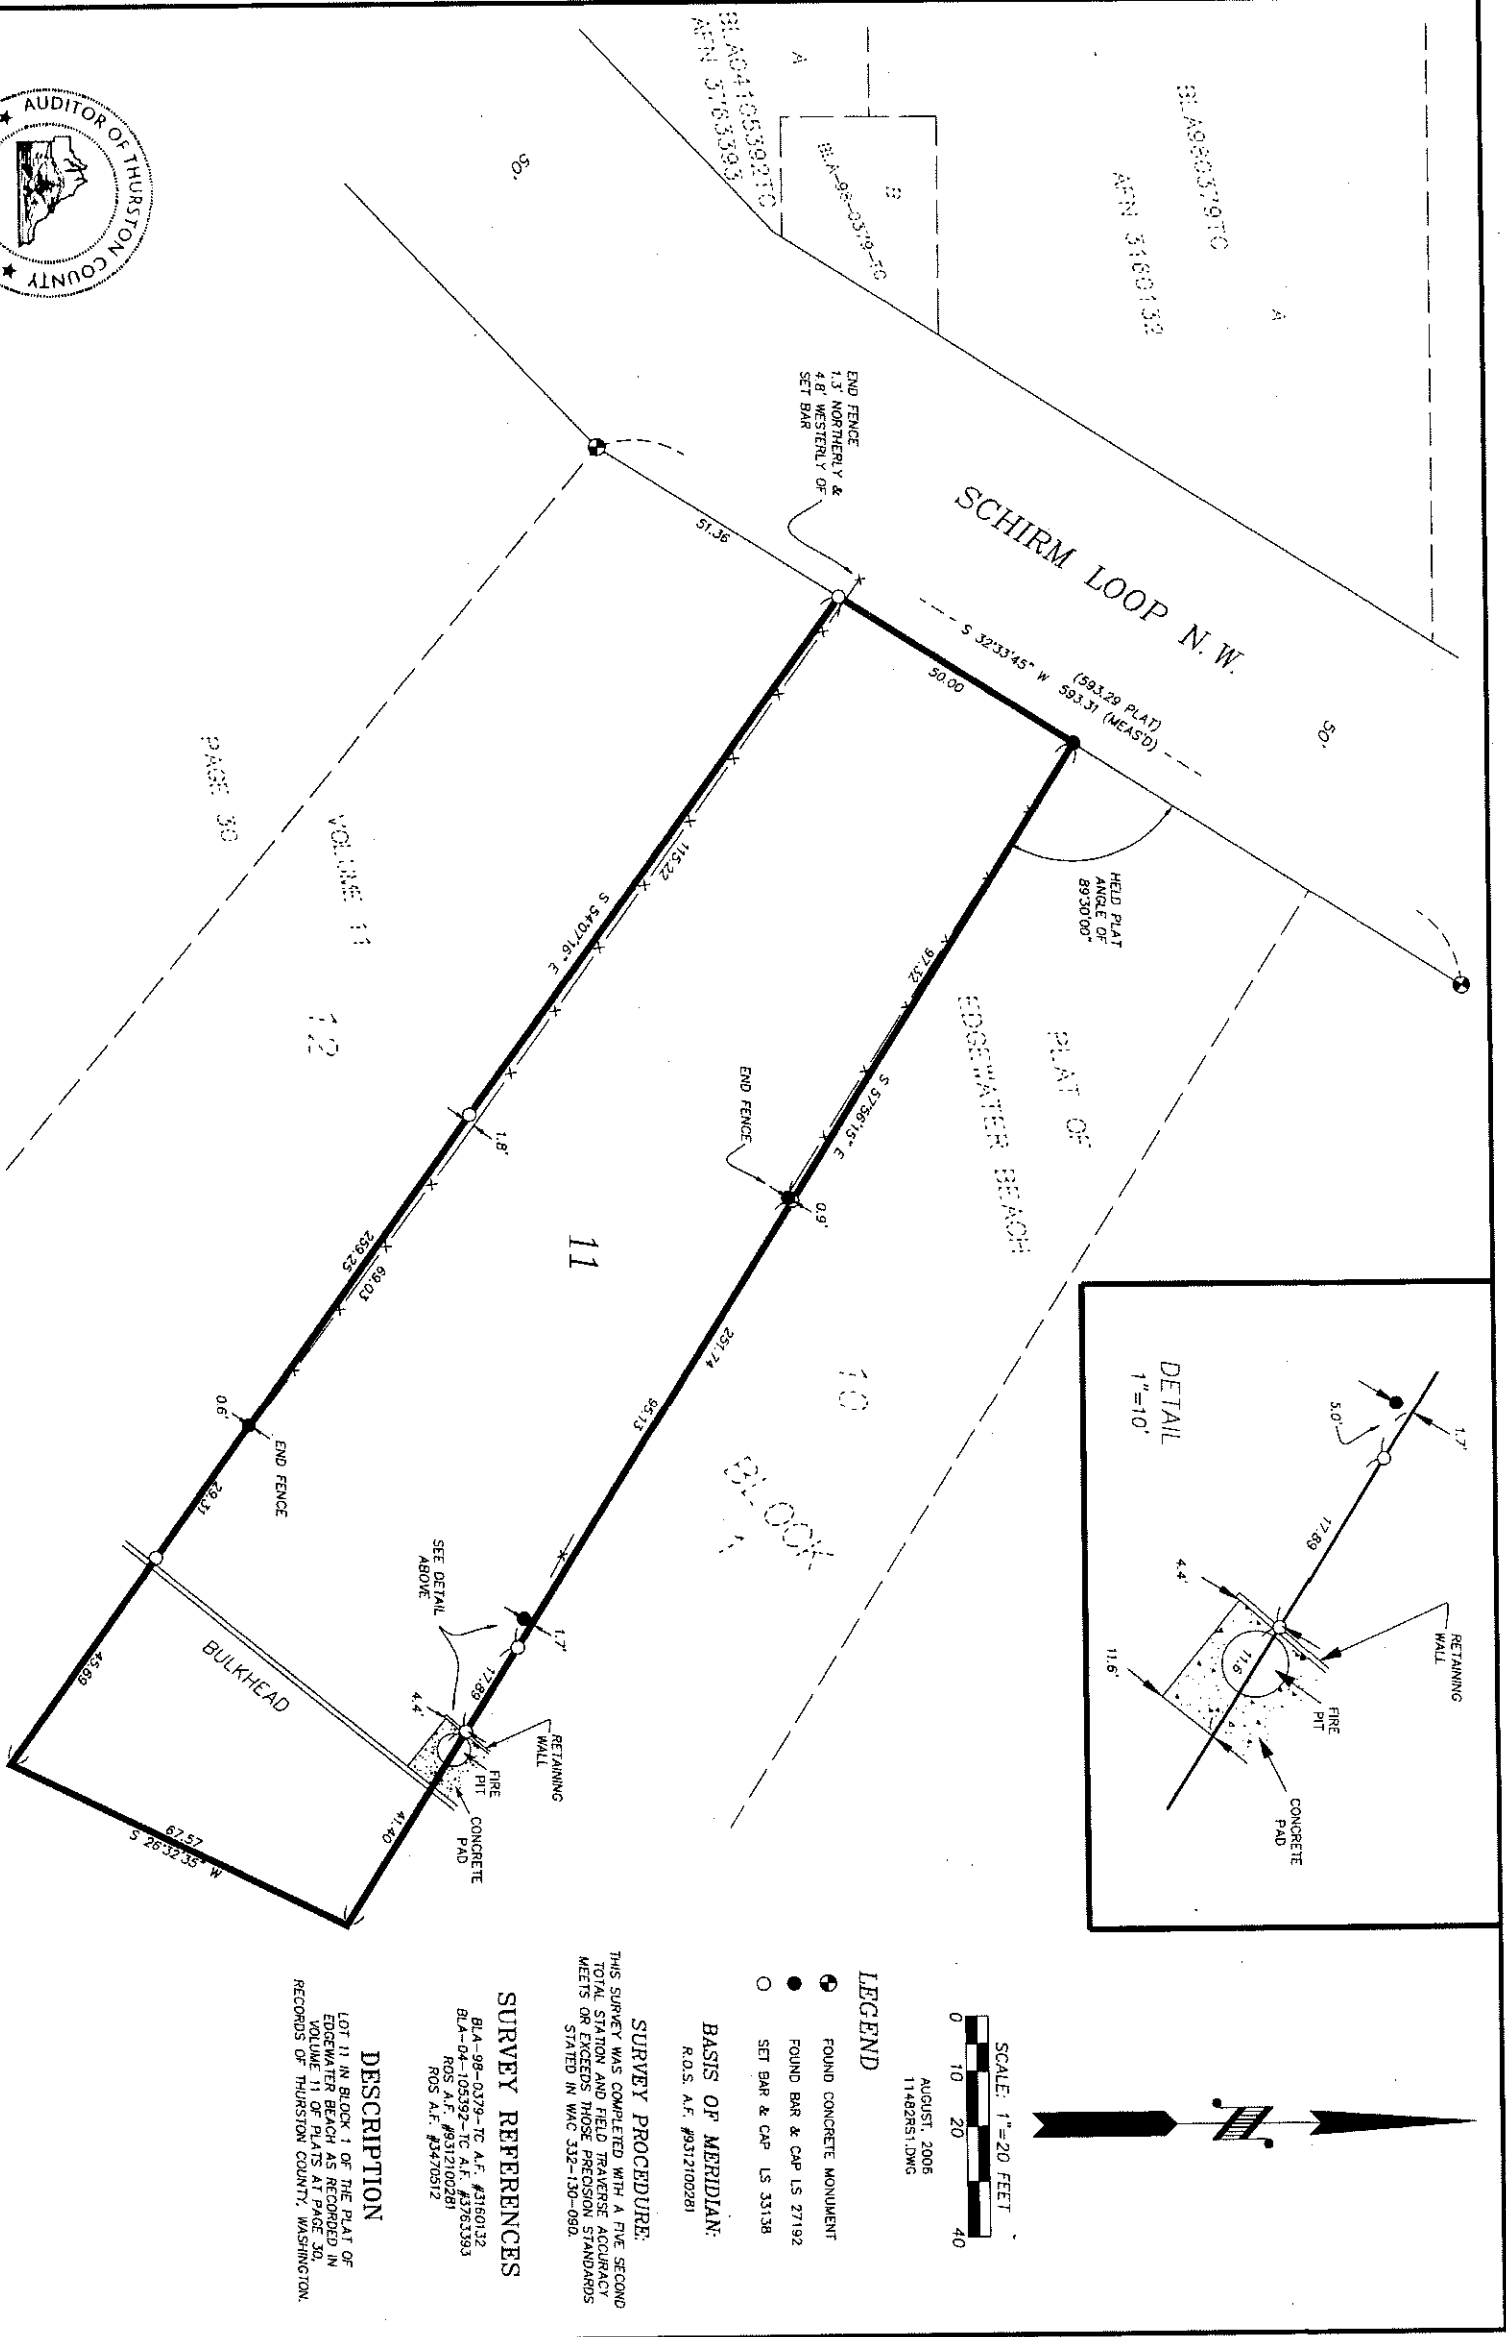 BLA980379TC
AFN 3160132
A
A
B
BLA-98-0379-TC
BLA04105392TC
AFN 3763393
50'
50'
SCHIRM LOOP N.W.
END FENCE
1.3' NORTHERLY &
4.8' WESTERLY OF
SET BAR
51.36
50.00
S 32°33'45" W
(593.29 PLAT)
593.31 (MEAS'D)
HELD PLAT
ANGLE OF
89°30'00"
PLAT OF
EDGEWATER BEACH
97.32
S 57°56'15" E
END FENCE
0.9'
251.74
95.13
10
BLOCK
1
11
115.22
S 54°07'16" E
1.8'
259.25
69.03
0.6'
END FENCE
29.31
45.69
BULKHEAD
VOLUME 11
PAGE 30
12
SEE DETAIL
ABOVE
1.7'
17.89
4.4'
RETAINING
WALL
FIRE
PIT
CONCRETE
PAD
41.40
67.57
S 26°32'35" W
DETAIL
1"=10'
1.7'
5.0'
17.89
4.4'
11.6'
11.6
RETAINING
WALL
FIRE
PIT
CONCRETE
PAD
SCALE: 1"=20 FEET
0 10 20 40
AUGUST, 2006
11482RS1.DWG
LEGEND
FOUND CONCRETE MONUMENT
FOUND BAR & CAP LS 27192
SET BAR & CAP LS 33138
BASIS OF MERIDIAN:
R.O.S. A.F. #9312100281
SURVEY PROCEDURE:
THIS SURVEY WAS COMPLETED WITH A FIVE SECOND
TOTAL STATION AND FIELD TRAVERSE ACCURACY
MEETS OR EXCEEDS THOSE PRECISION STANDARDS
STATED IN WAC 332-130-090.
SURVEY REFERENCES
BLA-98-0379-TC A.F. #3160132
BLA-04-105392-TC A.F. #3763393
ROS A.F. #9312100281
ROS A.F. #3470512
DESCRIPTION
LOT 11 IN BLOCK 1 OF THE PLAT OF
EDGEWATER BEACH AS RECORDED IN
VOLUME 11 OF PLATS AT PAGE 30,
RECORDS OF THURSTON COUNTY, WASHINGTON.
AUDITOR OF THURSTON COUNTY